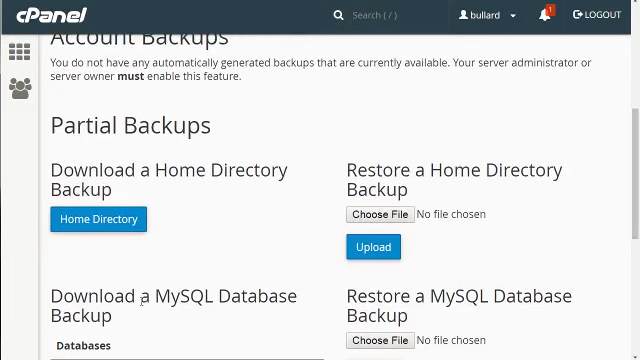 cPanel
Search ( / )
bullard
1
LOGOUT
Account Backups
You do not have any automatically generated backups that are currently available. Your server administrator or
server owner must enable this feature.
Partial Backups
Download a Home Directory
Backup
Home Directory
Restore a Home Directory
Backup
Choose File No file chosen
Upload
Download a MySQL Database
Backup
Databases
Restore a MySQL Database
Backup
Choose File No file chosen